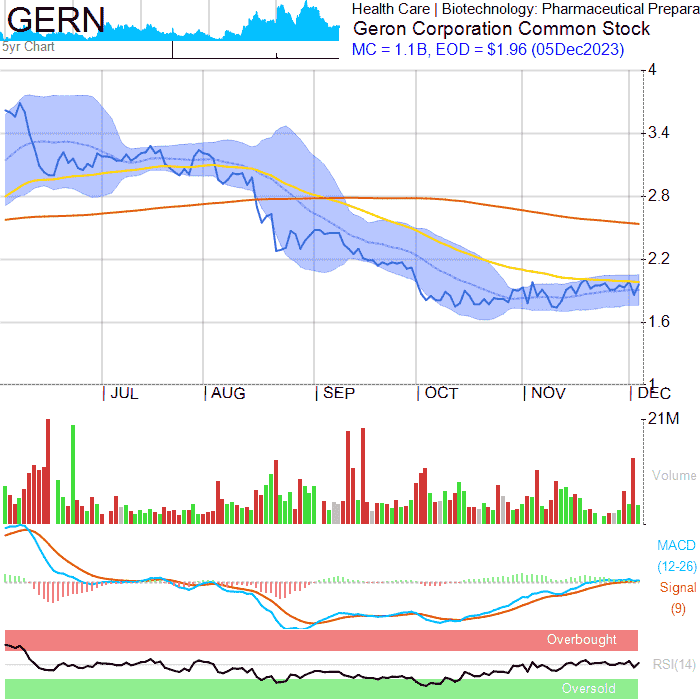 GERN
5yr Chart
Health Care | Biotechnology: Pharmaceutical Prepara
Geron Corporation Common Stock
MC = 1.1B, EOD = $1.96 (05Dec2023)
4
3.4
2.8
2.2
1.6
1
JUL
AUG
SEP
OCT
NOV
DEC
21M
Volume
MACD
(12-26)
Signal
(9)
Overbought
RSI(14)
Oversold